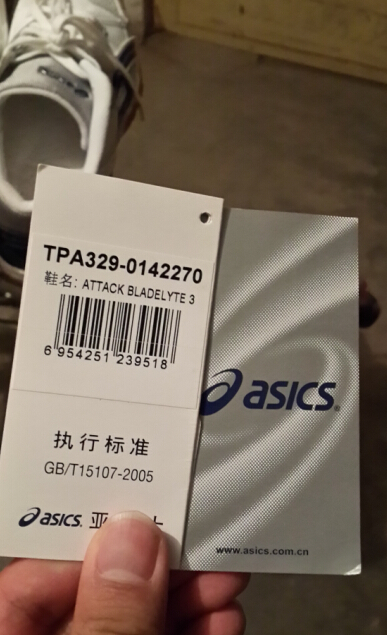 TPA329-0142270
鞋名: ATTACK BLADELYTE 3
6 954251 239518
执行标准
GB/T15107-2005
asics. 亚
asics.
www.asics.com.cn